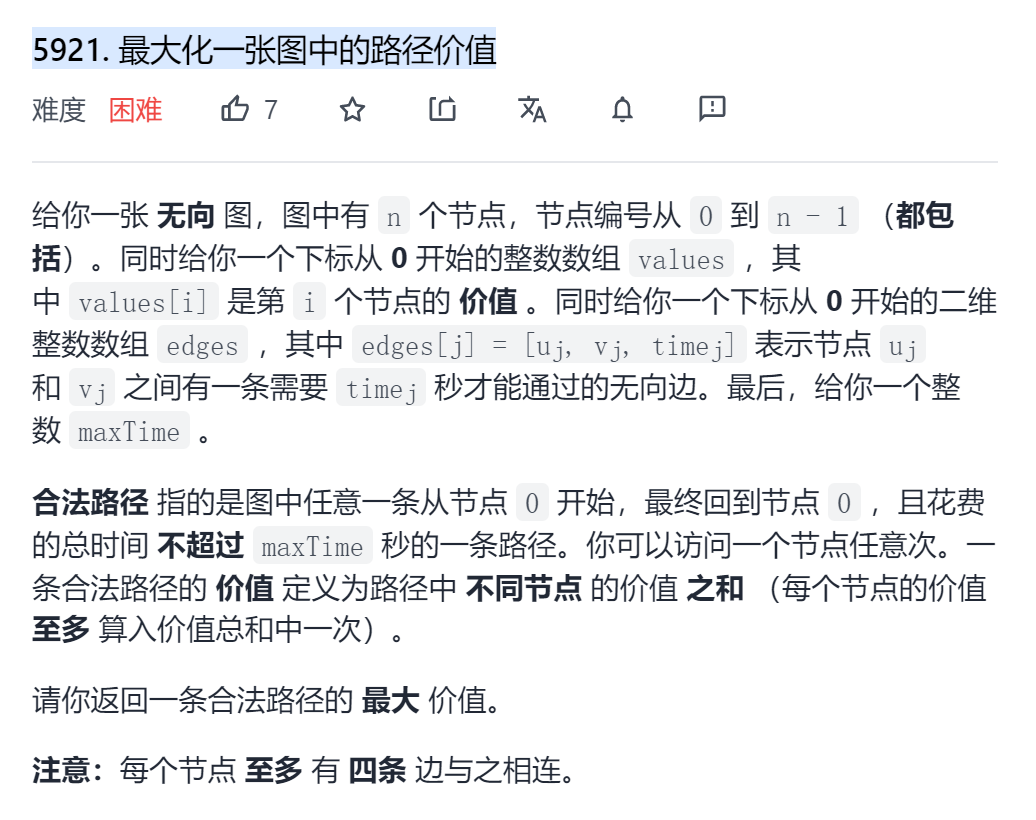 5921. 最大化一张图中的路径价值
难度 困难 7
给你一张 无向 图，图中有 n 个节点，节点编号从 0 到 n - 1 （都包
括）。同时给你一个下标从 0 开始的整数数组 values ，其
中 values[i] 是第 i 个节点的 价值 。同时给你一个下标从 0 开始的二维
整数数组 edges ，其中 edges[j] = [uj, vj, timej] 表示节点 uj
和 vj 之间有一条需要 timej 秒才能通过的无向边。最后，给你一个整
数 maxTime 。
合法路径 指的是图中任意一条从节点 0 开始，最终回到节点 0 ，且花费
的总时间 不超过 maxTime 秒的一条路径。你可以访问一个节点任意次。一
条合法路径的 价值 定义为路径中 不同节点 的价值 之和 （每个节点的价值
至多 算入价值总和中一次）。
请你返回一条合法路径的 最大 价值。
注意：每个节点 至多 有 四条 边与之相连。